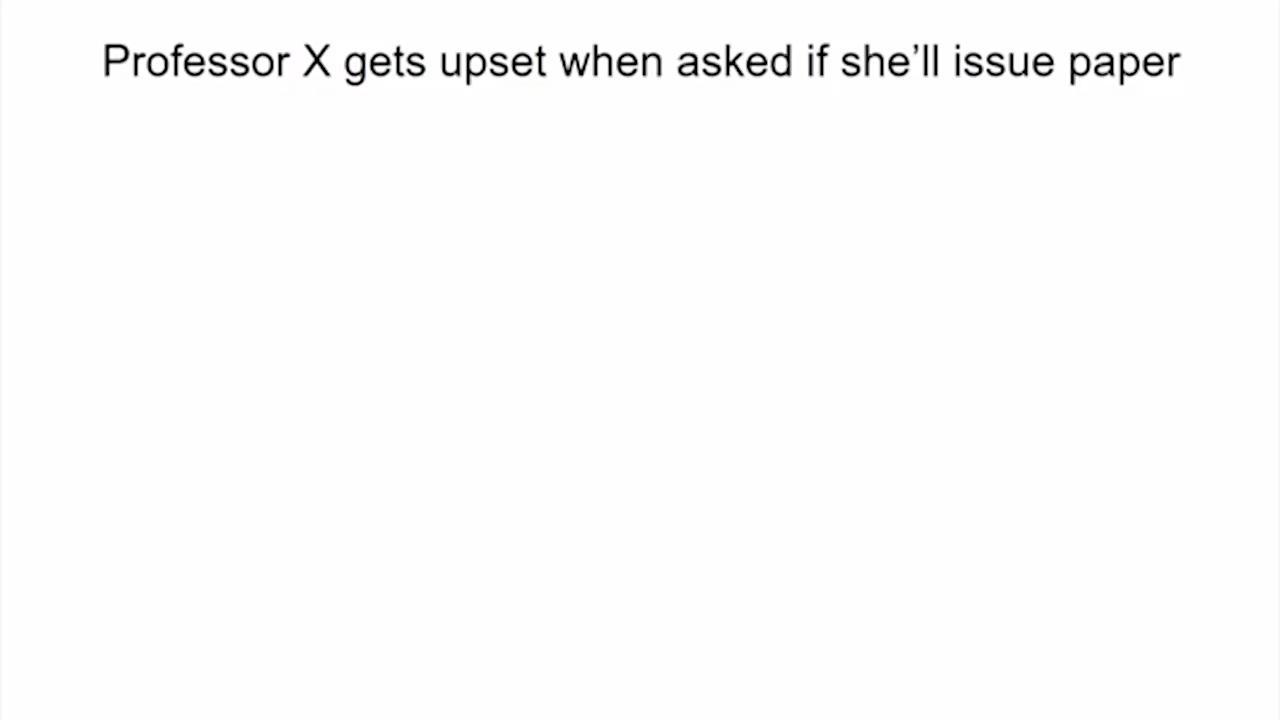 Professor X gets upset when asked if she’ll issue paper